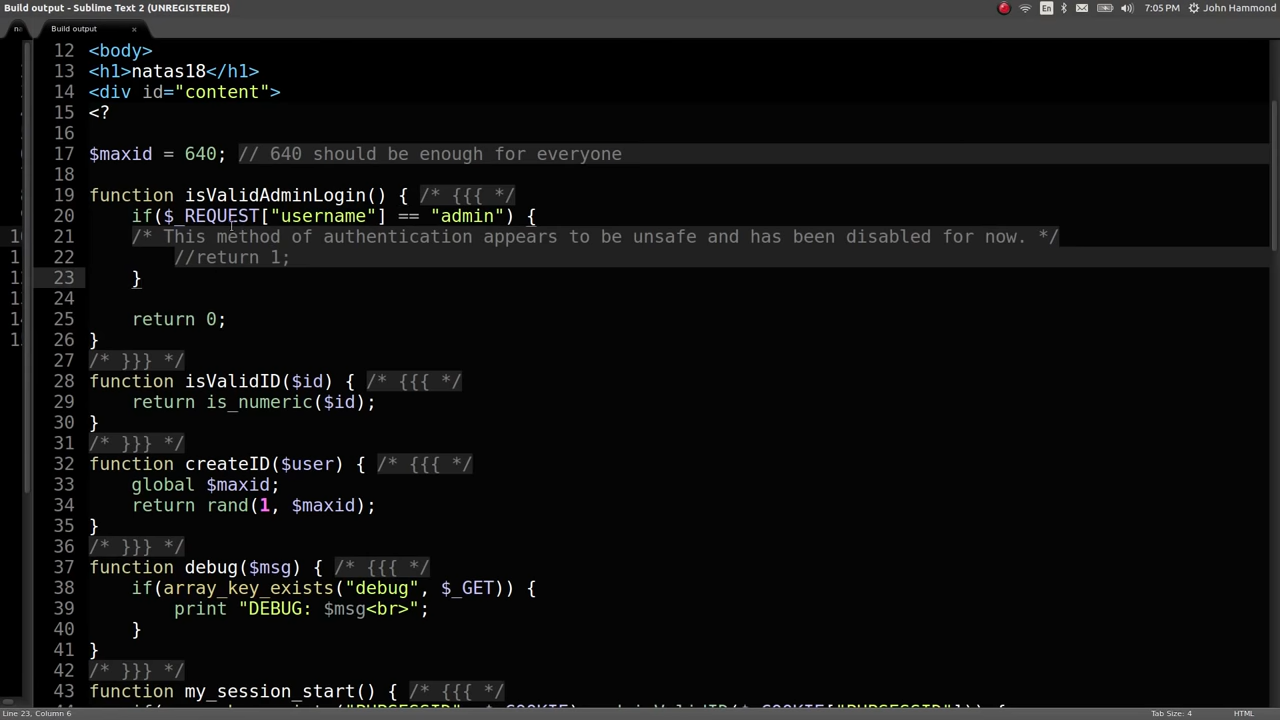 Build output - Sublime Text 2 (UNREGISTERED)
En
7:05 PM
John Hammond
na
Build output
×
12 <body>
13 <h1>natas18</h1>
14 <div id="content">
15 <?
16
17 $maxid = 640; // 640 should be enough for everyone
18
19 function isValidAdminLogin() { /* {{{ */
20 if($_REQUEST["username"] == "admin") {
21 /* This method of authentication appears to be unsafe and has been disabled for now. */
22 //return 1;
23 }
24
25 return 0;
26 }
27 /* }}} */
28 function isValidID($id) { /* {{{ */
29 return is_numeric($id);
30 }
31 /* }}} */
32 function createID($user) { /* {{{ */
33 global $maxid;
34 return rand(1, $maxid);
35 }
36 /* }}} */
37 function debug($msg) { /* {{{ */
38 if(array_key_exists("debug", $_GET)) {
39 print "DEBUG: $msg<br>";
40 }
41 }
42 /* }}} */
43 function my_session_start() { /* {{{ */
Line 23, Column 6
Tab Size: 4
HTML